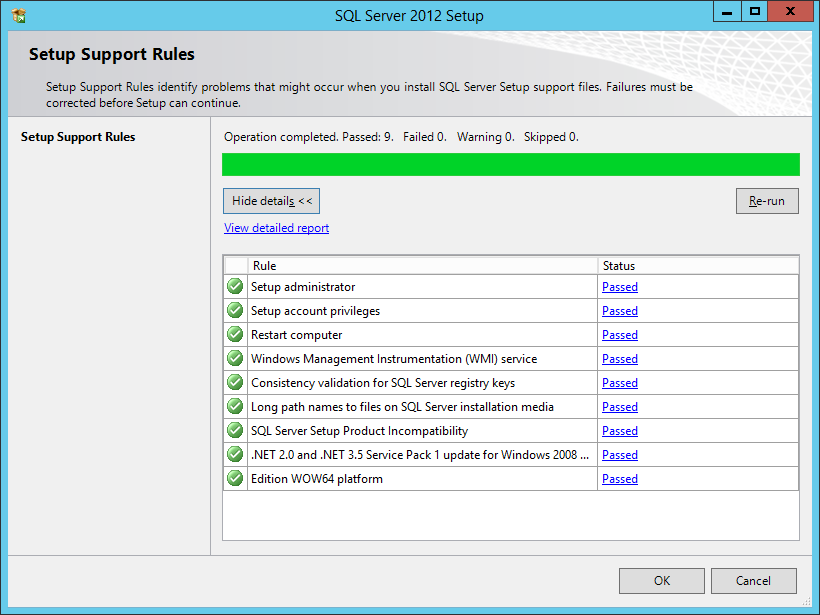 SQL Server 2012 Setup
Setup Support Rules
Setup Support Rules identify problems that might occur when you install SQL Server Setup support files. Failures must be
corrected before Setup can continue.
Setup Support Rules
Operation completed. Passed: 9. Failed 0. Warning 0. Skipped 0.
Hide details <<
Re-run
View detailed report
Rule Status
Setup administrator Passed
Setup account privileges Passed
Restart computer Passed
Windows Management Instrumentation (WMI) service Passed
Consistency validation for SQL Server registry keys Passed
Long path names to files on SQL Server installation media Passed
SQL Server Setup Product Incompatibility Passed
.NET 2.0 and .NET 3.5 Service Pack 1 update for Windows 2008 ... Passed
Edition WOW64 platform Passed
OK Cancel